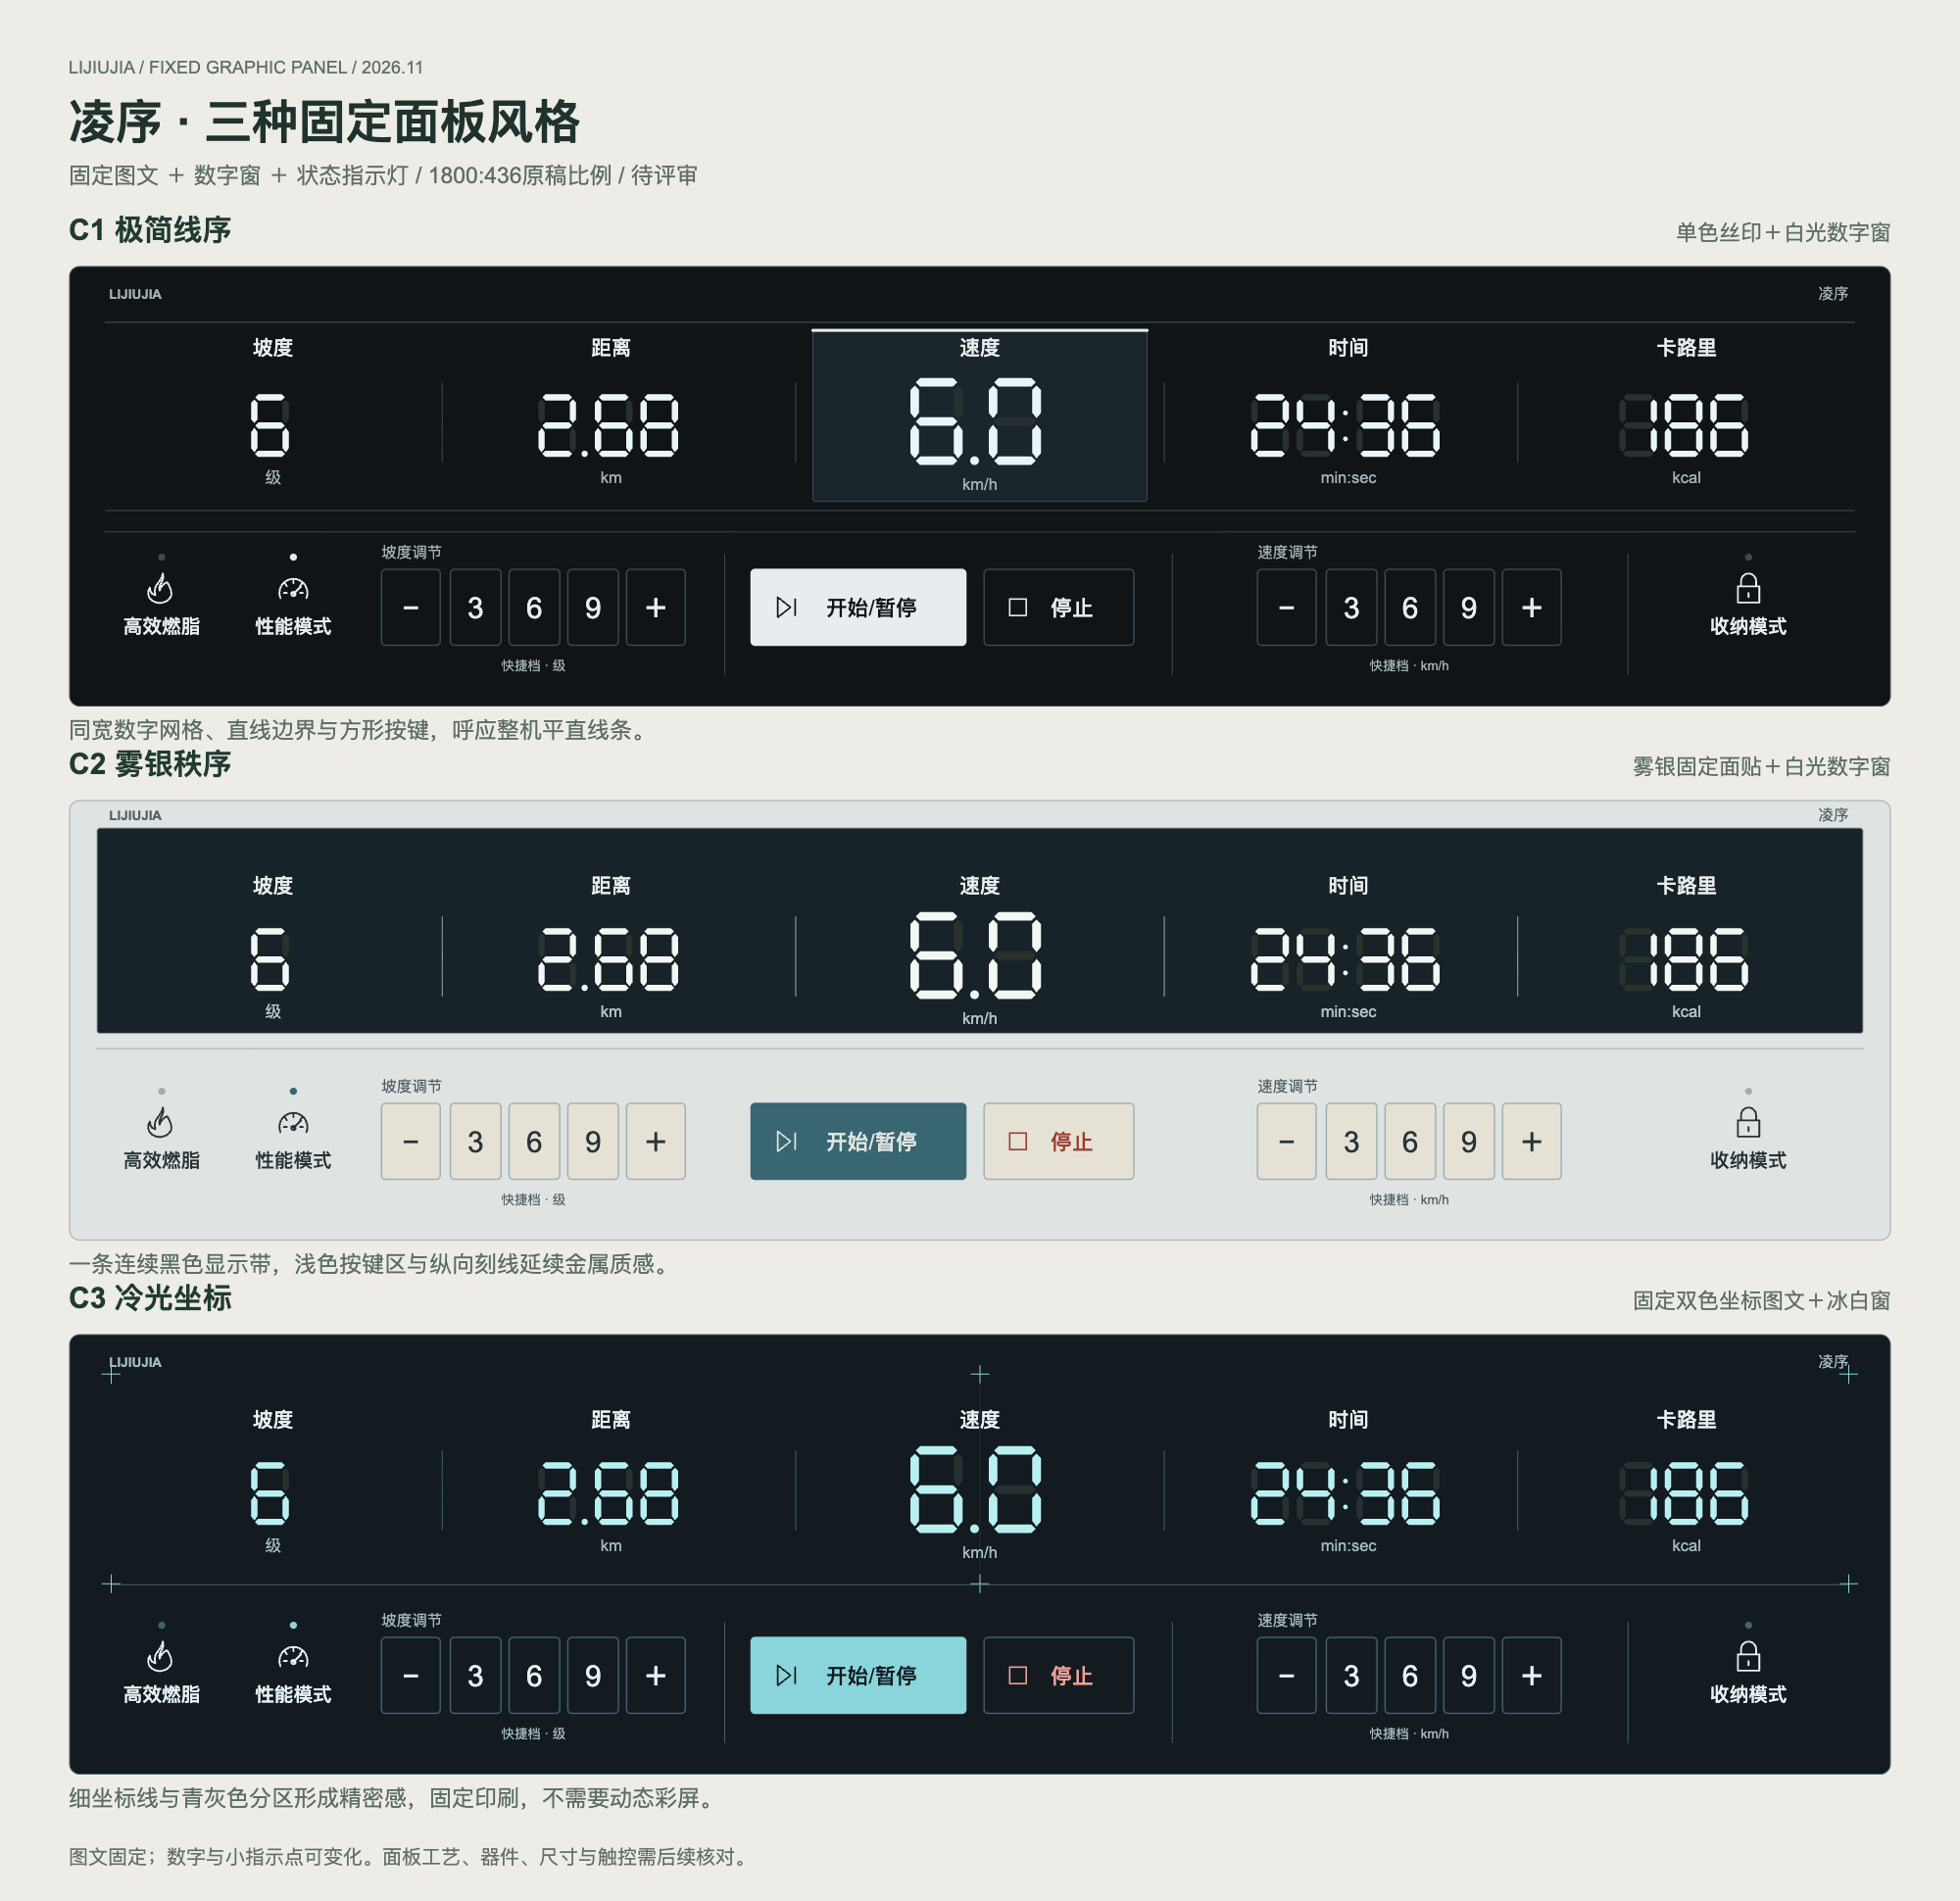 LIJIUJIA / FIXED GRAPHIC PANEL / 2026.11
凌序 · 三种固定面板风格
固定图文 ＋ 数字窗 ＋ 状态指示灯 / 1800:436原稿比例 / 待评审
C1 极简线序
单色丝印＋白光数字窗
LIJIUJIA
凌序
坡度 距离 速度 时间 卡路里
6 2.68 6.0 24:36 186
级 km km/h min:sec kcal
坡度调节 速度调节
− 3 6 9 + 开始/暂停 停止 − 3 6 9 +
高效燃脂 性能模式 收纳模式
快捷档 · 级 快捷档 · km/h
同宽数字网格、直线边界与方形按键，呼应整机平直线条。
C2 雾银秩序
雾银固定面贴＋白光数字窗
LIJIUJIA
凌序
坡度 距离 速度 时间 卡路里
6 2.68 6.0 24:36 186
级 km km/h min:sec kcal
坡度调节 速度调节
− 3 6 9 + 开始/暂停 停止 − 3 6 9 +
高效燃脂 性能模式 收纳模式
快捷档 · 级 快捷档 · km/h
一条连续黑色显示带，浅色按键区与纵向刻线延续金属质感。
C3 冷光坐标
固定双色坐标图文＋冰白窗
LIJIUJIA
凌序
坡度 距离 速度 时间 卡路里
6 2.68 6.0 24:36 186
级 km km/h min:sec kcal
坡度调节 速度调节
− 3 6 9 + 开始/暂停 停止 − 3 6 9 +
高效燃脂 性能模式 收纳模式
快捷档 · 级 快捷档 · km/h
细坐标线与青灰色分区形成精密感，固定印刷，不需要动态彩屏。
图文固定；数字与小指示点可变化。面板工艺、器件、尺寸与触控需后续核对。